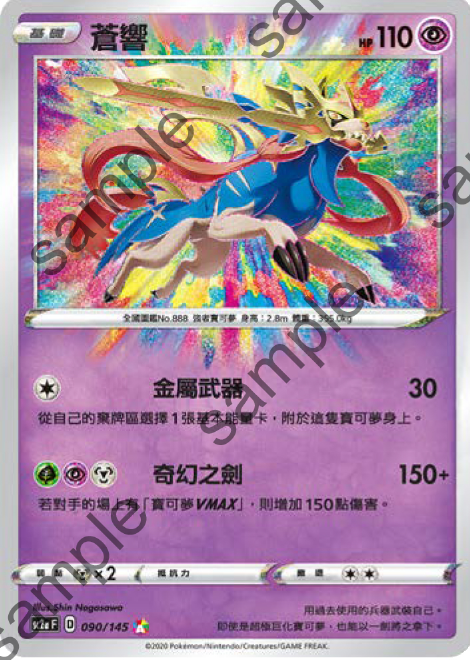 基礎 蒼響 HP 110
全國圖鑑No.888 強者寶可夢 身高：2.8m 體重：355.0kg
金屬武器 30
從自己的棄牌區選擇1張基本能量卡，附於這隻寶可夢身上。
奇幻之劍 150+
若對手的場上有「寶可夢VMAX」，則增加150點傷害。
弱點 ×2 抵抗力 撤退
Illus. Shin Nagasawa
sc2a F D 090/145 A
用過去使用的兵器武裝自己。
即使是超極巨化寶可夢，也能以一劍將之拿下。
©2020 Pokémon/Nintendo/Creatures/GAME FREAK.
sample
sample
sample
sample
sample
sample